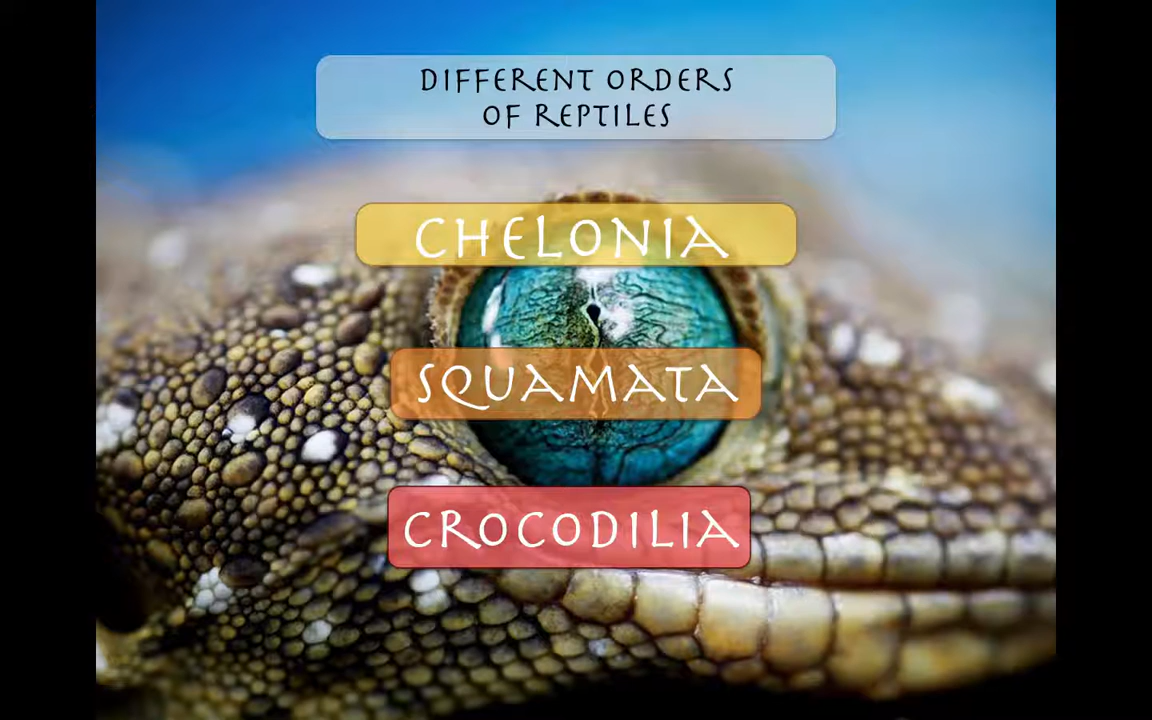 DIFFERENT ORDERS
OF REPTILES
CHELONIA
SQUAMATA
CROCODILIA